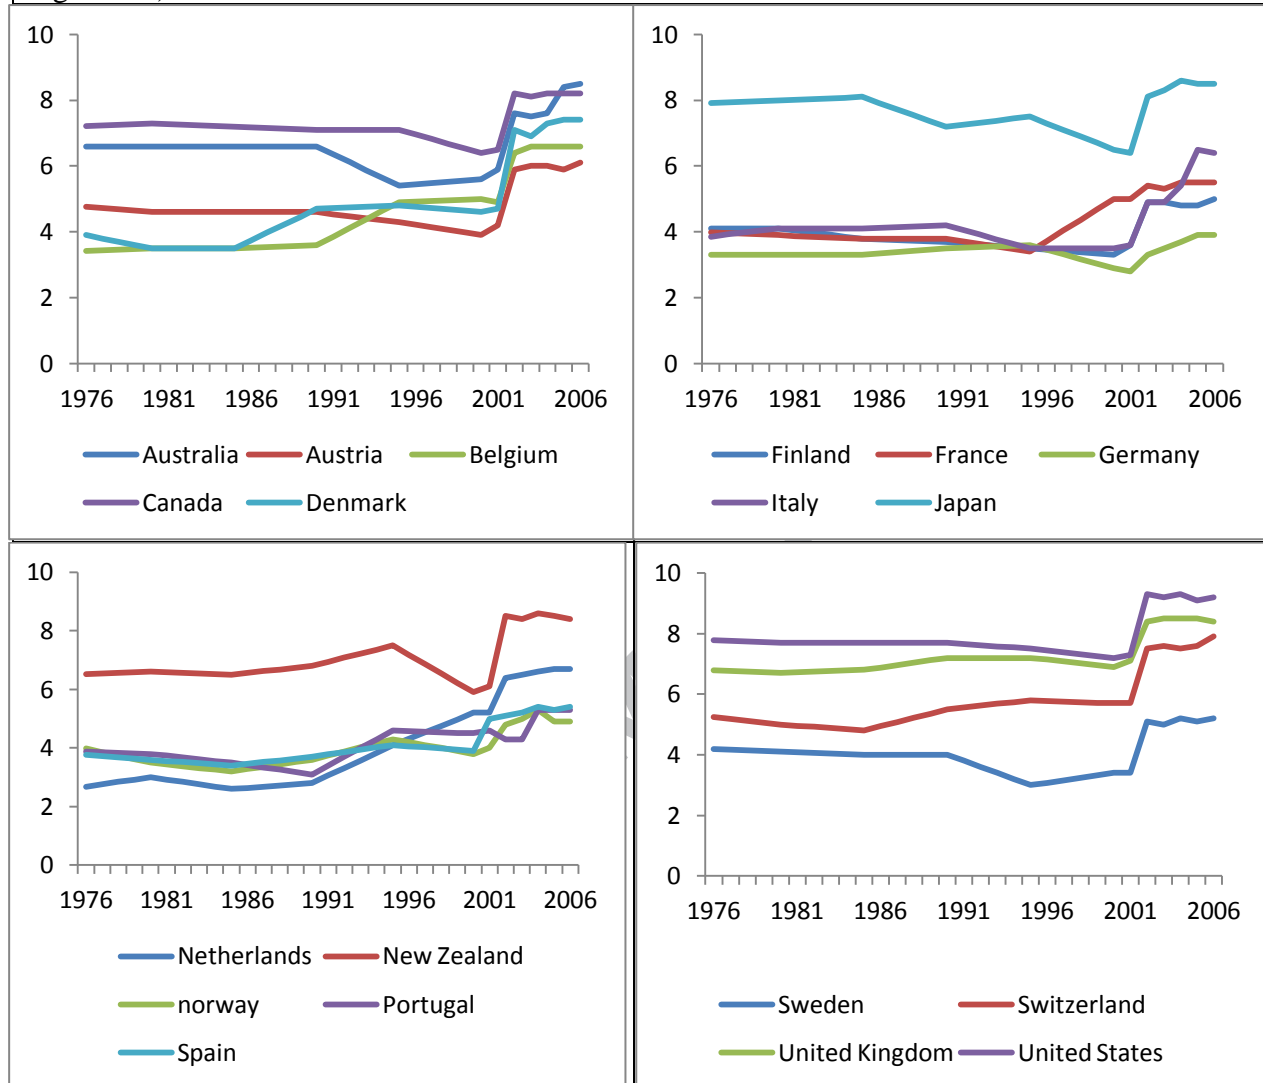 10
8
6
4
2
0
1976 1981 1986 1991 1996 2001 2006
Australia Austria Belgium
Canada Denmark
10
8
6
4
2
0
1976 1981 1986 1991 1996 2001 2006
Finland France Germany
Italy Japan
10
8
6
4
2
0
1976 1981 1986 1991 1996 2001 2006
Netherlands New Zealand
norway Portugal
Spain
10
8
6
4
2
0
1976 1981 1986 1991 1996 2001 2006
Sweden Switzerland
United Kingdom United States